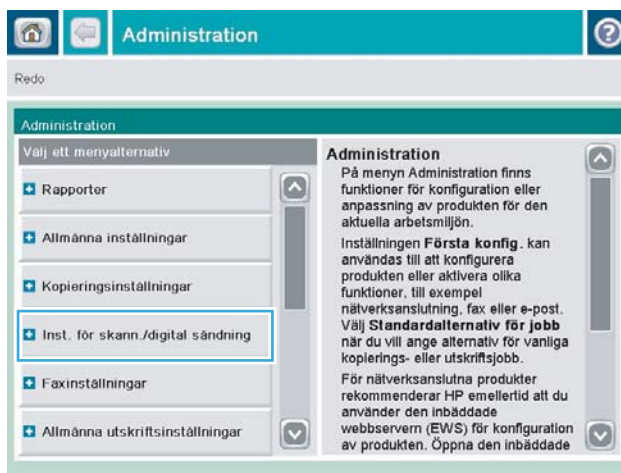 Administration
Redo
Administration
Välj ett menyalternativ
Rapporter
Allmänna inställningar
Kopieringsinställningar
Inst. för skann./digital sändning
Faxinställningar
Allmänna utskriftsinställningar
Administration
På menyn Administration finns
funktioner för konfiguration eller
anpassning av produkten för den
aktuella arbetsmiljön.
Inställningen Första konfig. kan
användas till att konfigurera
produkten eller aktivera olika
funktioner, till exempel
nätverksanslutning, fax eller e-post.
Välj Standardalternativ för jobb
när du vill ange alternativ för vanliga
kopierings- eller utskriftsjobb.
För nätverksanslutna produkter
rekommenderar HP emellertid att du
använder den inbäddade
webbservern (EWS) för konfiguration
av produkten. Öppna den inbäddade